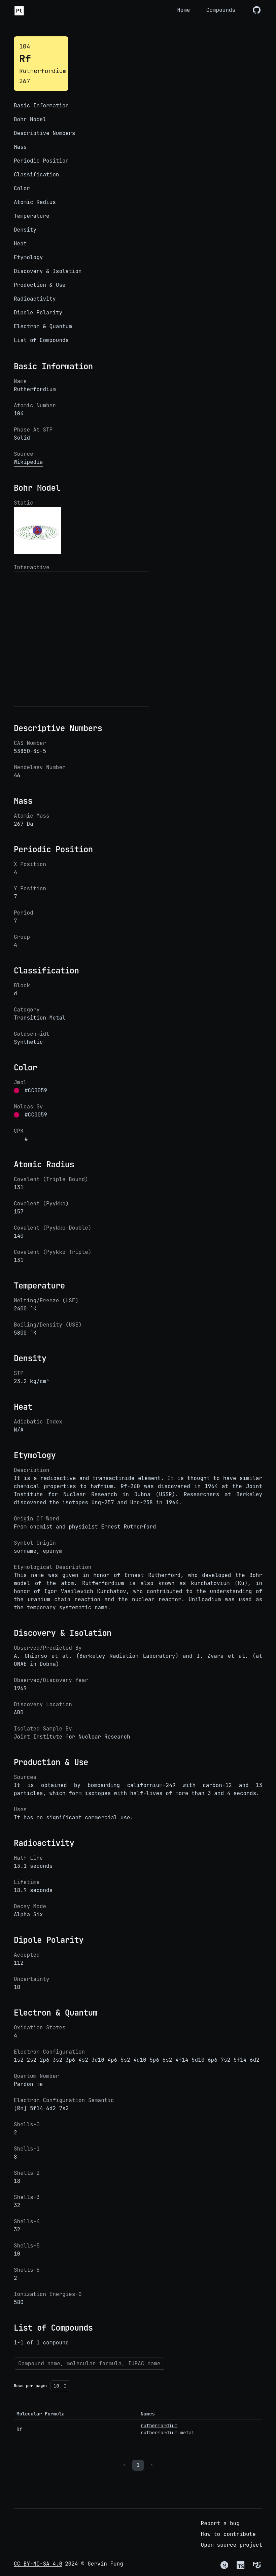 Pt
Home Compounds
104
Rf
Rutherfordium
267
Basic Information
Bohr Model
Descriptive Numbers
Mass
Periodic Position
Classification
Color
Atomic Radius
Temperature
Density
Heat
Etymology
Discovery & Isolation
Production & Use
Radioactivity
Dipole Polarity
Electron & Quantum
List of Compounds
Basic Information
Name
Rutherfordium
Atomic Number
104
Phase At STP
Solid
Source
Wikipedia
Bohr Model
Static
Interactive
Descriptive Numbers
CAS Number
53850-36-5
Mendeleev Number
46
Mass
Atomic Mass
267 Da
Periodic Position
X Position
4
Y Position
7
Period
7
Group
4
Classification
Block
d
Category
Transition Metal
Goldschmidt
Synthetic
Color
Jmol
#CC0059
Molcas Gv
#CC0059
CPK
#
Atomic Radius
Covalent (Triple Bound)
131
Covalent (Pyykko)
157
Covalent (Pyykko Double)
140
Covalent (Pyykko Triple)
131
Temperature
Melting/Freeze (USE)
2400 °K
Boiling/Density (USE)
5800 °K
Density
STP
23.2 kg/cm³
Heat
Adiabatic Index
N/A
Etymology
Description
It is a radioactive and transactinide element. It is thought to have similar
chemical properties to hafnium. Rf-260 was discovered in 1964 at the Joint
Institute for Nuclear Research in Dubna (USSR). Researchers at Berkeley
discovered the isotopes Unq-257 and Unq-258 in 1964.
Origin Of Word
From chemist and physicist Ernest Rutherford
Symbol Origin
surname, eponym
Etymological Description
This name was given in honor of Ernest Rutherford, who developed the Bohr
model of the atom. Rutferfordium is also known as kurchatovium (Ku), in
honor of Igor Vasilevich Kurchatov, who contributed to the understanding of
the uranium chain reaction and the nuclear reactor. Unilcadium was used as
the temporary systematic name.
Discovery & Isolation
Observed/Predicted By
A. Ghiorso et al. (Berkeley Radiation Laboratory) and I. Zvara et al. (at
DNAE in Dubna)
Observed/Discovery Year
1969
Discovery Location
ABD
Isolated Sample By
Joint Institute for Nuclear Research
Production & Use
Sources
It is obtained by bombarding californium-249 with carbon-12 and 13
particles, which form isotopes with half-lives of more than 3 and 4 seconds.
Uses
It has no significant commercial use.
Radioactivity
Half Life
13.1 seconds
Lifetime
18.9 seconds
Decay Mode
Alpha Six
Dipole Polarity
Accepted
112
Uncertainty
10
Electron & Quantum
Oxidation States
4
Electron Configuration
1s2 2s2 2p6 3s2 3p6 4s2 3d10 4p6 5s2 4d10 5p6 6s2 4f14 5d10 6p6 7s2 5f14 6d2
Quantum Number
Pardon me
Electron Configuration Semantic
[Rn] 5f14 6d2 7s2
Shells-0
2
Shells-1
8
Shells-2
18
Shells-3
32
Shells-4
32
Shells-5
10
Shells-6
2
Ionization Energies-0
580
List of Compounds
1-1 of 1 compound
Compound name, molecular formula, IUPAC name
Rows per page: 10
Molecular Formula Names
Rf
rutherfordium
rutherfordium metal
‹ 1 ›
Report a bug
How to contribute
Open source project
CC BY-NC-SA 4.0 2024 © Gervin Fung
N TS